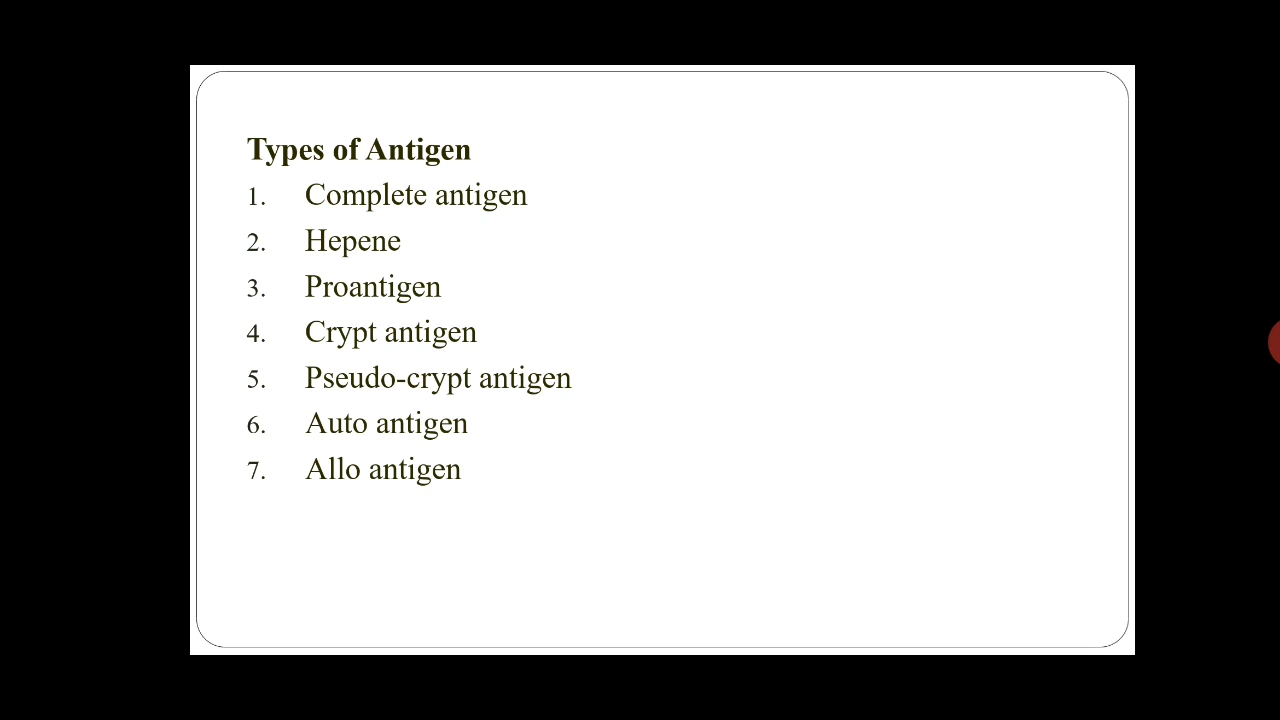 Types of Antigen
1. Complete antigen
2. Hepene
3. Proantigen
4. Crypt antigen
5. Pseudo-crypt antigen
6. Auto antigen
7. Allo antigen